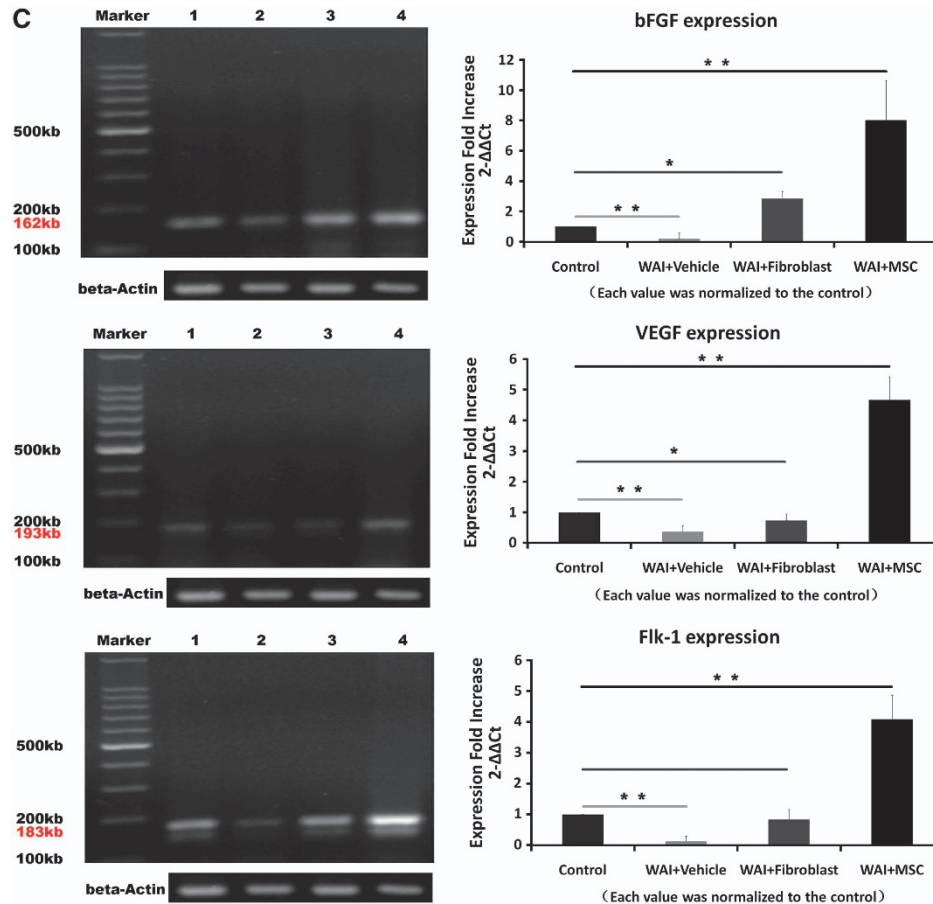 C
Marker 1 2 3 4
500kb
200kb
162kb
100kb
beta-Actin
bFGF expression
Expression Fold Increase
2-ΔΔCt
12
10
8
6
4
2
0
* *
*
* *
Control WAI+Vehicle WAI+Fibroblast WAI+MSC
(Each value was normalized to the control)
Marker 1 2 3 4
500kb
200kb
193kb
100kb
beta-Actin
VEGF expression
Expression Fold Increase
2-ΔΔCt
6
5
4
3
2
1
0
* *
*
* *
Control WAI+Vehicle WAI+Fibroblast WAI+MSC
(Each value was normalized to the control)
Marker 1 2 3 4
500kb
200kb
183kb
100kb
beta-Actin
Flk-1 expression
Expression Fold Increase
2-ΔΔCt
6
5
4
3
2
1
0
* *
* *
Control WAI+Vehicle WAI+Fibroblast WAI+MSC
(Each value was normalized to the control)